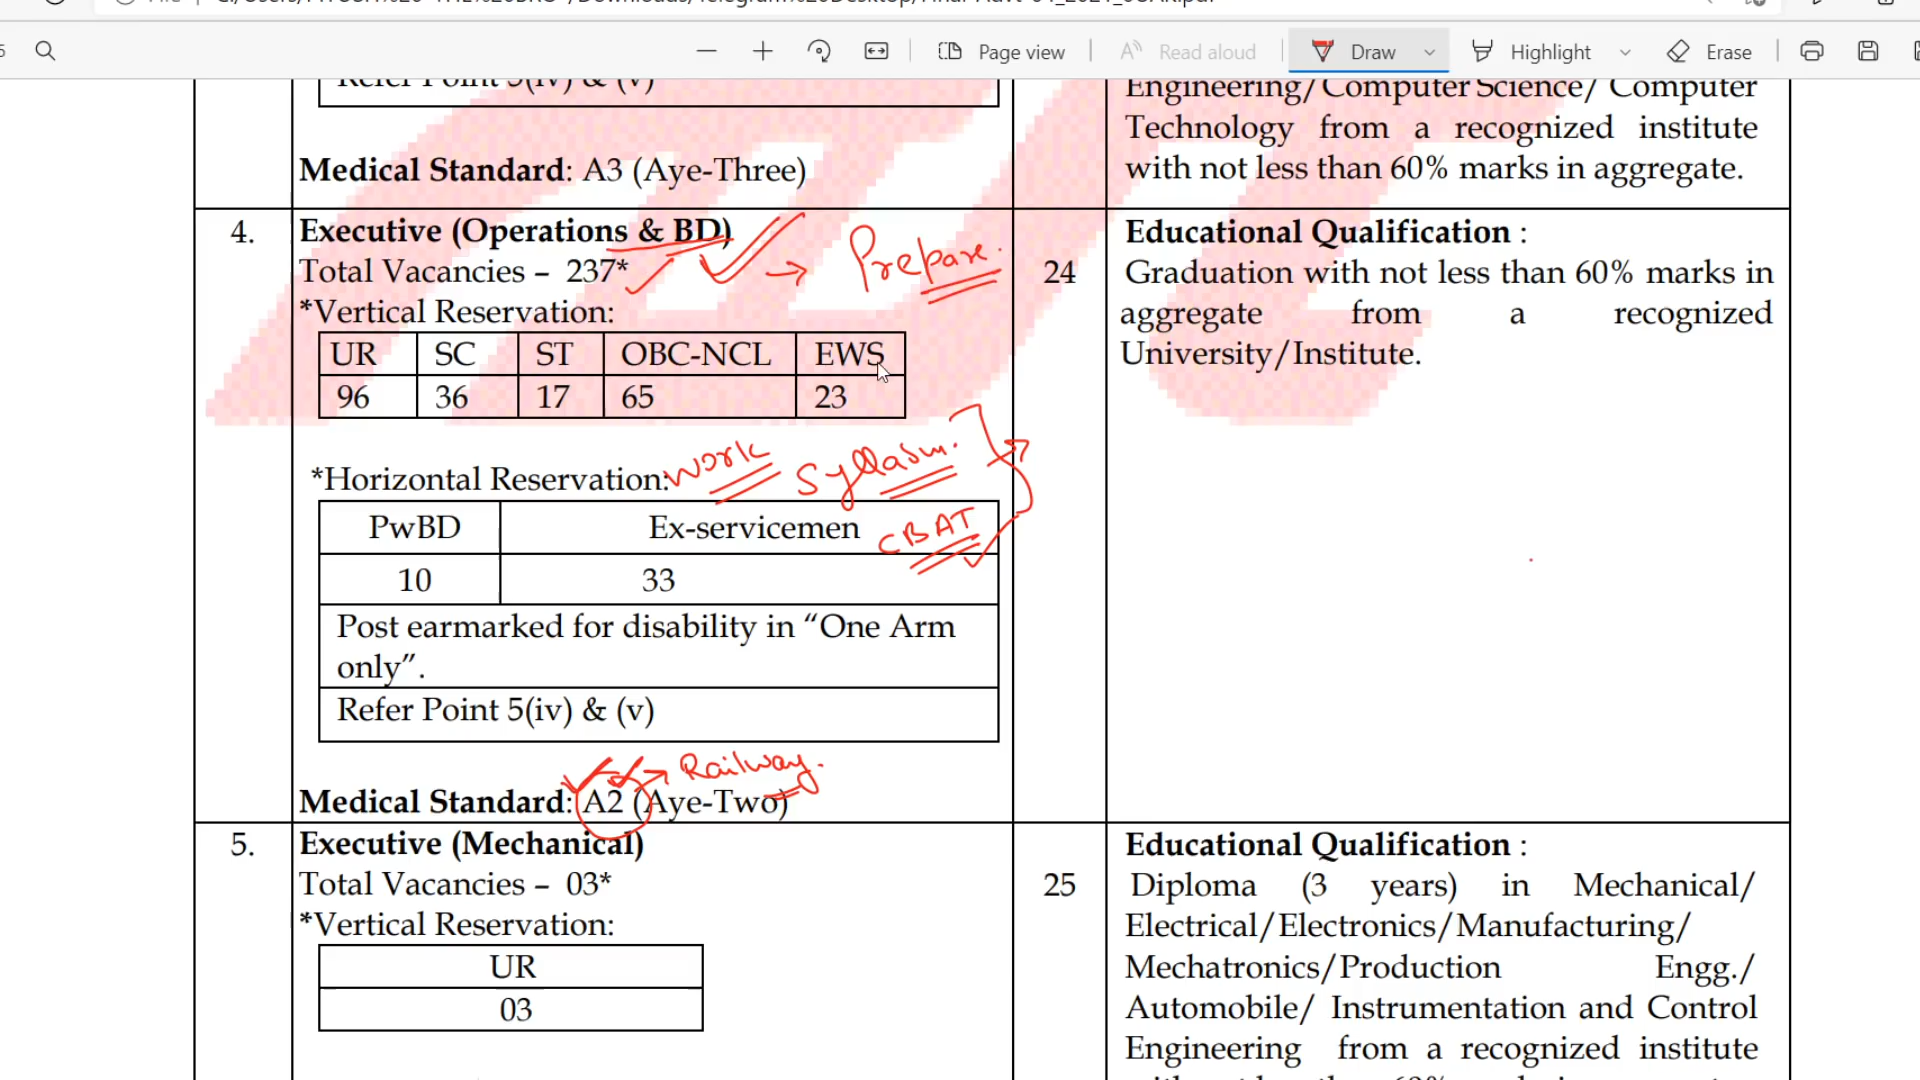 Page view
Read aloud
Draw
Highlight
Erase
Refer Point 5(iv) & (v)
Medical Standard: A3 (Aye-Three)
Engineering/Computer Science/ Computer
Technology from a recognized institute
with not less than 60% marks in aggregate.
4.
Executive (Operations & BD)
Total Vacancies – 237*
Prepare.
*Vertical Reservation:
UR SC ST OBC-NCL EWS
96 36 17 65 23
*Horizontal Reservation:
Work
Syllabus.
CBAT
PwBD Ex-servicemen
10 33
Post earmarked for disability in “One Arm
only”.
Refer Point 5(iv) & (v)
Railway.
Medical Standard: A2 (Aye-Two)
24
Educational Qualification :
Graduation with not less than 60% marks in
aggregate from a recognized
University/Institute.
5.
Executive (Mechanical)
Total Vacancies – 03*
*Vertical Reservation:
UR
03
25
Educational Qualification :
Diploma (3 years) in Mechanical/
Electrical/Electronics/Manufacturing/
Mechatronics/Production Engg./
Automobile/ Instrumentation and Control
Engineering from a recognized institute